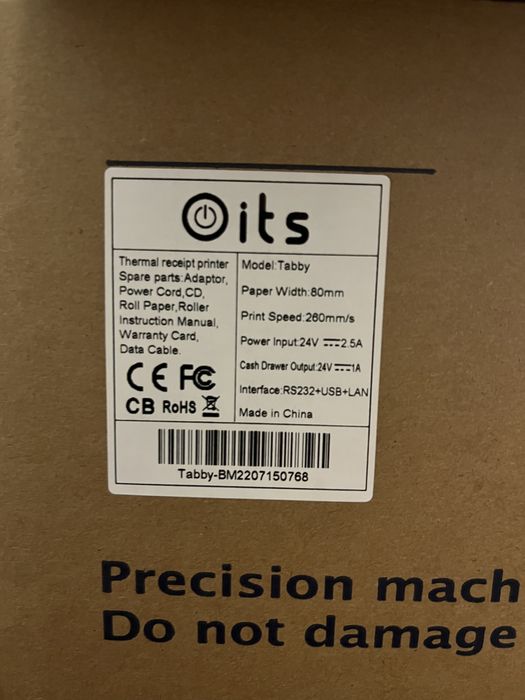 its
Thermal receipt printer
Spare parts:Adaptor,
Power Cord,CD,
Roll Paper,Roller
Instruction Manual,
Warranty Card,
Data Cable.
CE FC
CB RoHS
Model:Tabby
Paper Width:80mm
Print Speed:260mm/s
Power Input:24V ⎓2.5A
Cash Drawer Output:24V ⎓1A
Interface:RS232+USB+LAN
Made in China
Tabby-BM2207150768
Precision mach
Do not damage